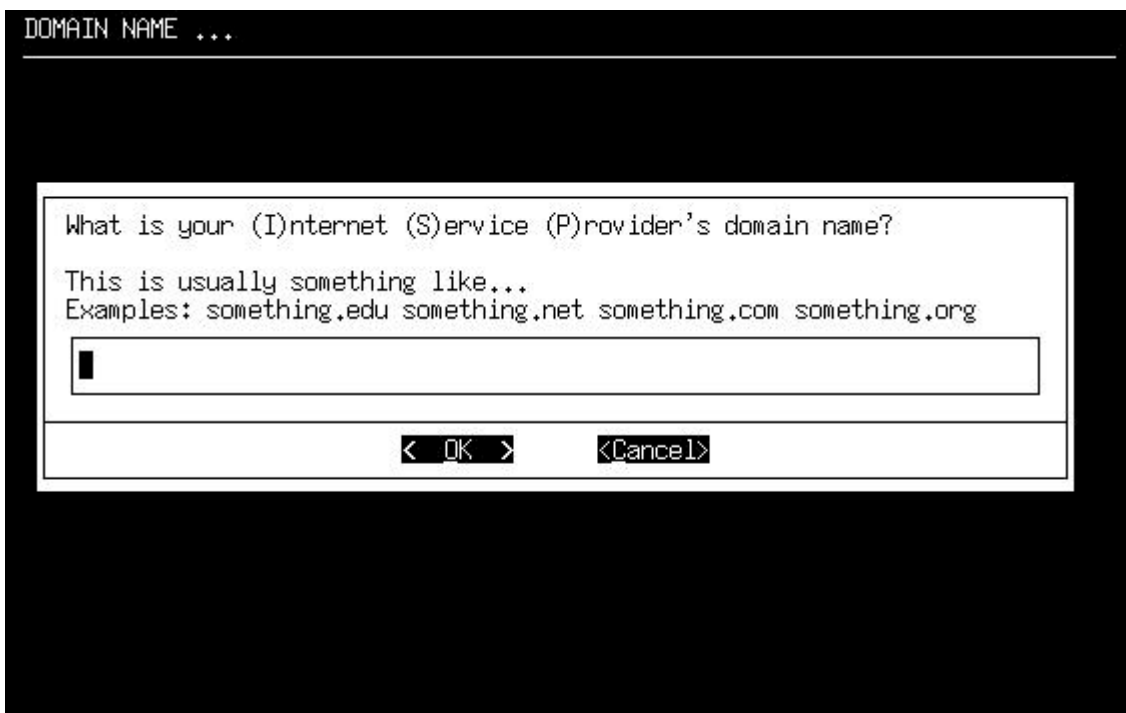 DOMAIN NAME ...
What is your (I)nternet (S)ervice (P)rovider's domain name?
This is usually something like...
Examples: something.edu something.net something.com something.org
< OK > <Cancel>